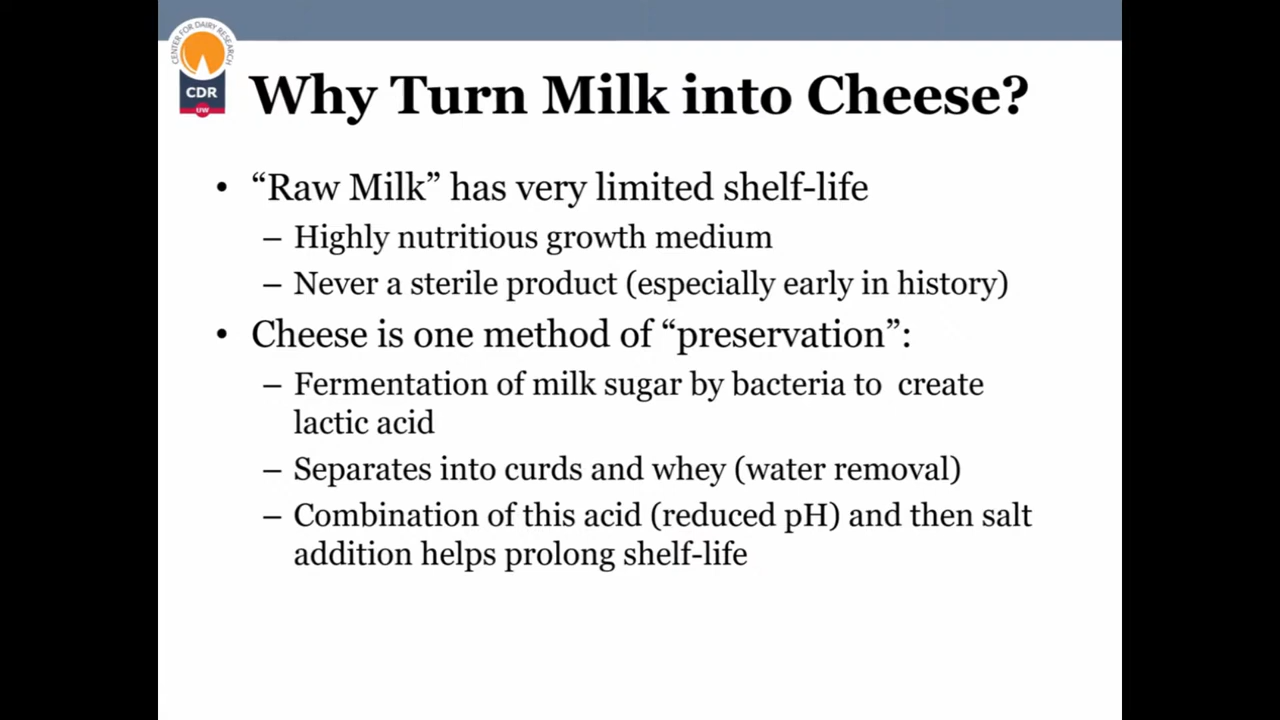 CENTER FOR DAIRY RESEARCH
CDR
UW
Why Turn Milk into Cheese?
• “Raw Milk” has very limited shelf-life
– Highly nutritious growth medium
– Never a sterile product (especially early in history)
• Cheese is one method of “preservation”:
– Fermentation of milk sugar by bacteria to  create
lactic acid
– Separates into curds and whey (water removal)
– Combination of this acid (reduced pH) and then salt
addition helps prolong shelf-life